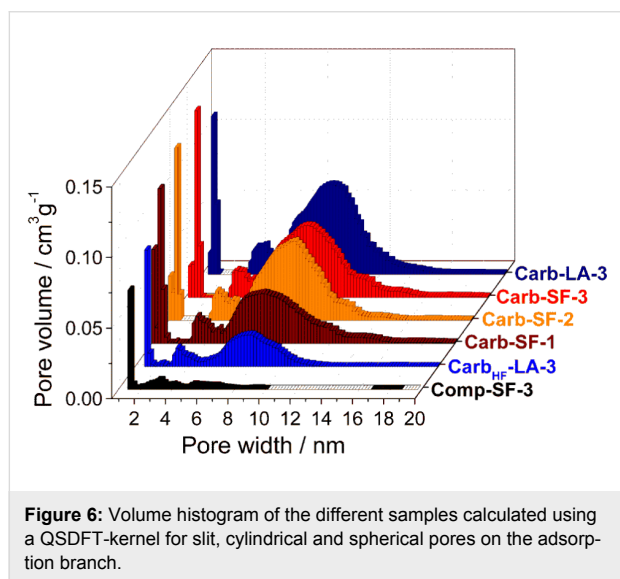 0.15
0.10
0.05
0.00
Pore volume / cm³g⁻¹
Carb-LA-3
Carb-SF-3
Carb-SF-2
Carb-SF-1
Carb_HF-LA-3
Comp-SF-3
2 4 6 8 10 12 14 16 18 20
Pore width / nm
Figure 6: Volume histogram of the different samples calculated using
a QSDFT-kernel for slit, cylindrical and spherical pores on the adsorp-
tion branch.